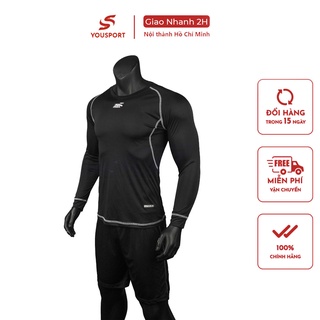 YOUSPORT
Giao Nhanh 2H
Nội thành Hồ Chí Minh
ĐỔI HÀNG
TRONG 15 NGÀY
FREE
MIỄN PHÍ
VẬN CHUYỂN
100%
CHÍNH HÃNG